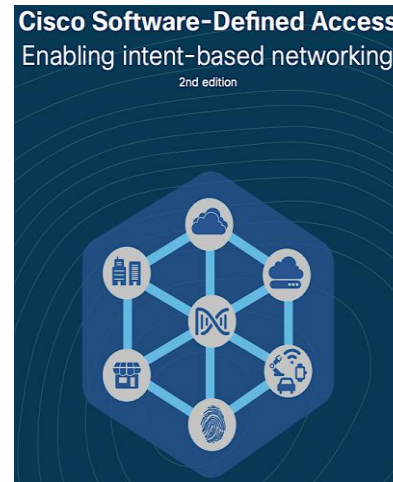 Cisco Software-Defined Access
Enabling intent-based networking
2nd edition